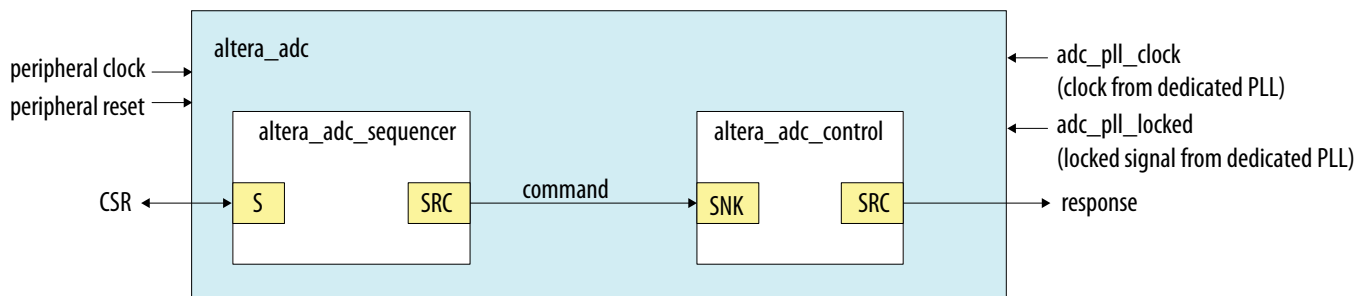 altera_adc
peripheral clock
peripheral reset
adc_pll_clock
(clock from dedicated PLL)
adc_pll_locked
(locked signal from dedicated PLL)
altera_adc_sequencer
altera_adc_control
CSR
S
SRC
command
SNK
SRC
response